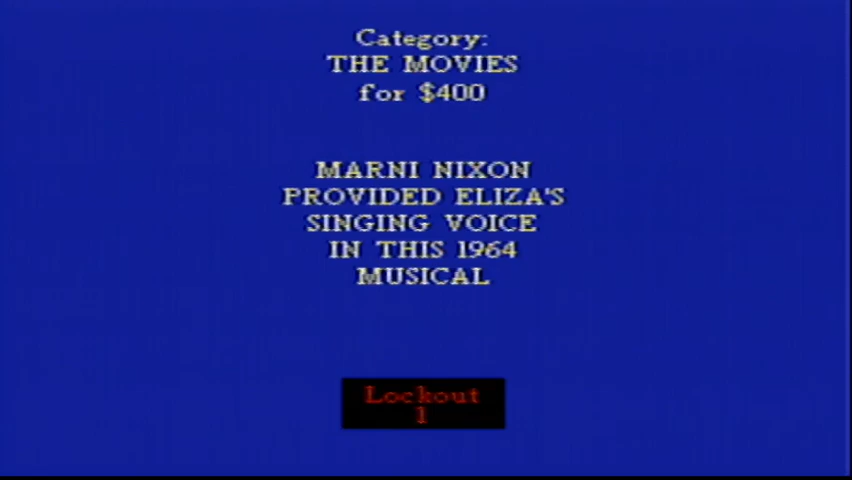 Category:
THE MOVIES
for $400
MARNI NIXON
PROVIDED ELIZA'S
SINGING VOICE
IN THIS 1964
MUSICAL
Lockout
1